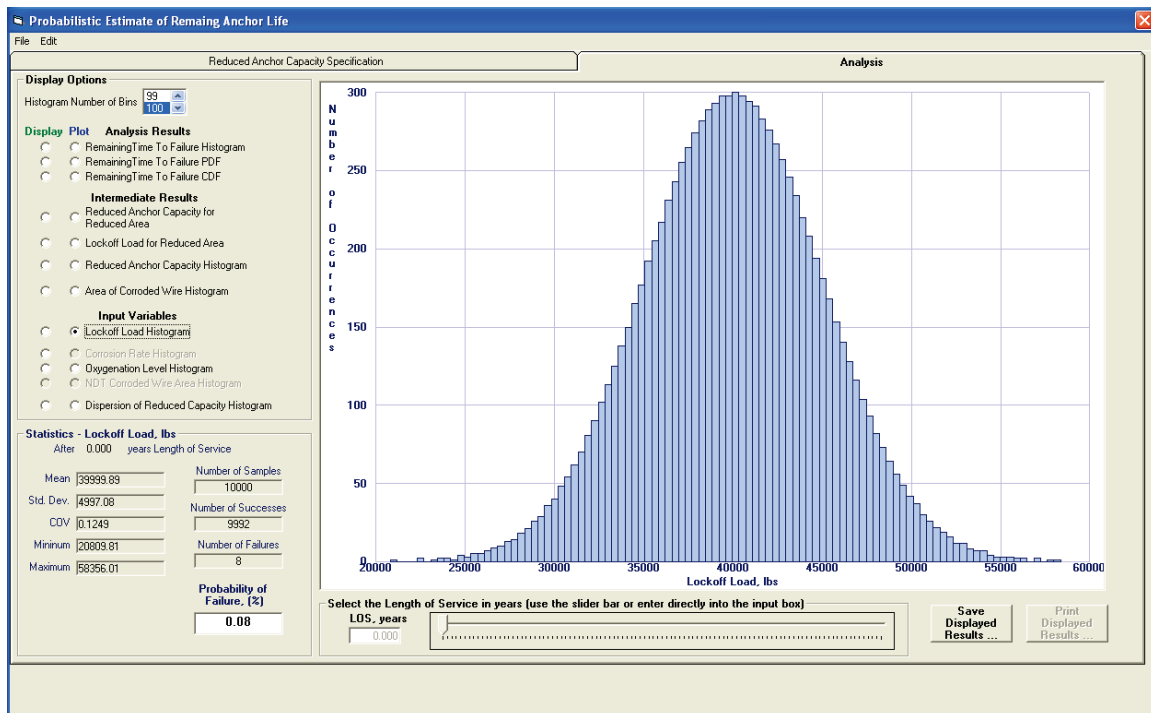 Probabilistic Estimate of Remaing Anchor Life
File Edit
Reduced Anchor Capacity Specification
Analysis
Display Options
Histogram Number of Bins
99
100
Display Plot Analysis Results
RemainingTime To Failure Histogram
RemainingTime To Failure PDF
RemainingTime To Failure CDF
Intermediate Results
Reduced Anchor Capacity for
Reduced Area
Lockoff Load for Reduced Area
Reduced Anchor Capacity Histogram
Area of Corroded Wire Histogram
Input Variables
Lockoff Load Histogram
Corrosion Rate Histogram
Oxygenation Level Histogram
NDT Corroded Wire Area Histogram
Dispersion of Reduced Capacity Histogram
Statistics - Lockoff Load, lbs
After 0.000 years Length of Service
Mean 39999.89
Std. Dev. 4997.08
COV 0.1249
Mininum 20809.81
Maximum 58356.01
Number of Samples
10000
Number of Successes
9992
Number of Failures
8
Probability of
Failure, (%)
0.08
Number of Occurrences
300
250
200
150
100
50
0
20000 25000 30000 35000 40000 45000 50000 55000 60000
Lockoff Load, lbs
Select the Length of Service in years (use the slider bar or enter directly into the input box)
LOS, years
0.000
Save
Displayed
Results ...
Print
Displayed
Results ...